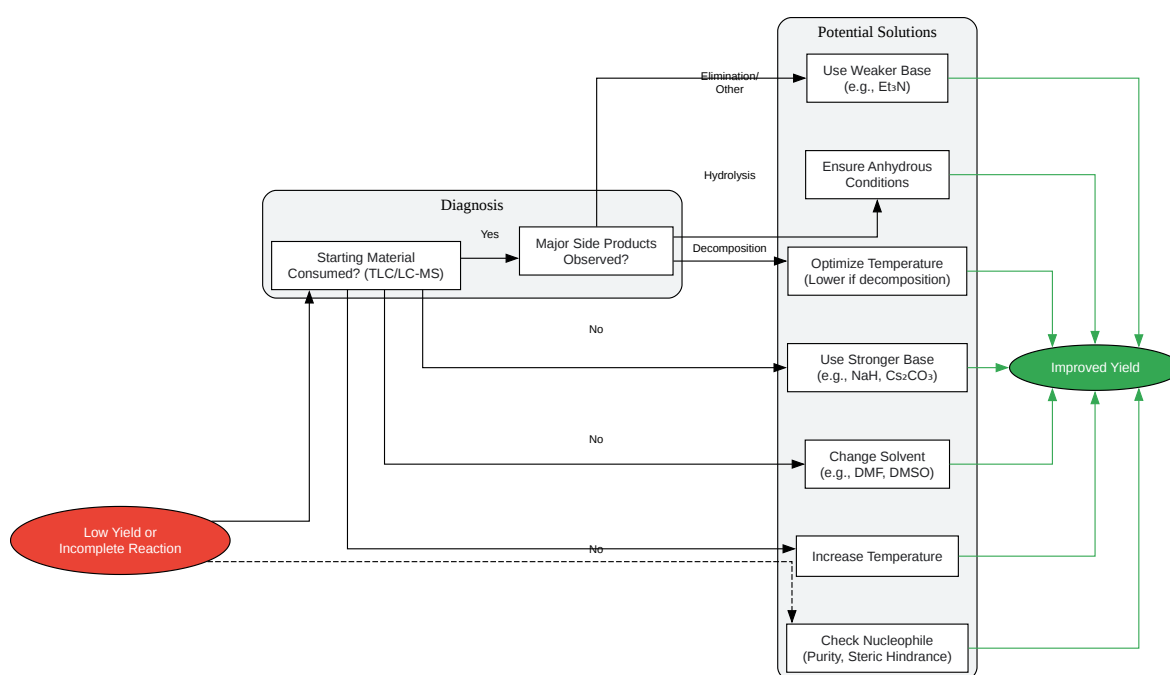 Potential Solutions
Elimination/
Other
Use Weaker Base
(e.g., Et₃N)
Hydrolysis
Ensure Anhydrous
Conditions
Diagnosis
Yes
Starting Material
Consumed? (TLC/LC-MS)
Major Side Products
Observed?
Decomposition
Optimize Temperature
(Lower if decomposition)
No
Use Stronger Base
(e.g., NaH, Cs₂CO₃)
Improved Yield
No
Change Solvent
(e.g., DMF, DMSO)
Low Yield or
Incomplete Reaction
No
Increase Temperature
Check Nucleophile
(Purity, Steric Hindrance)